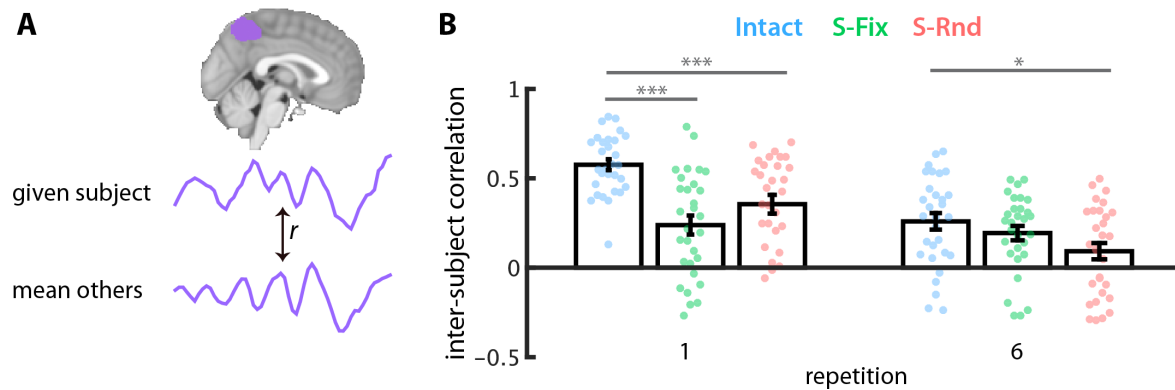 A
given subject
r
mean others
B
Intact S-Fix S-Rnd
***
***
*
inter-subject correlation
1
0.5
0
−0.5
1
6
repetition